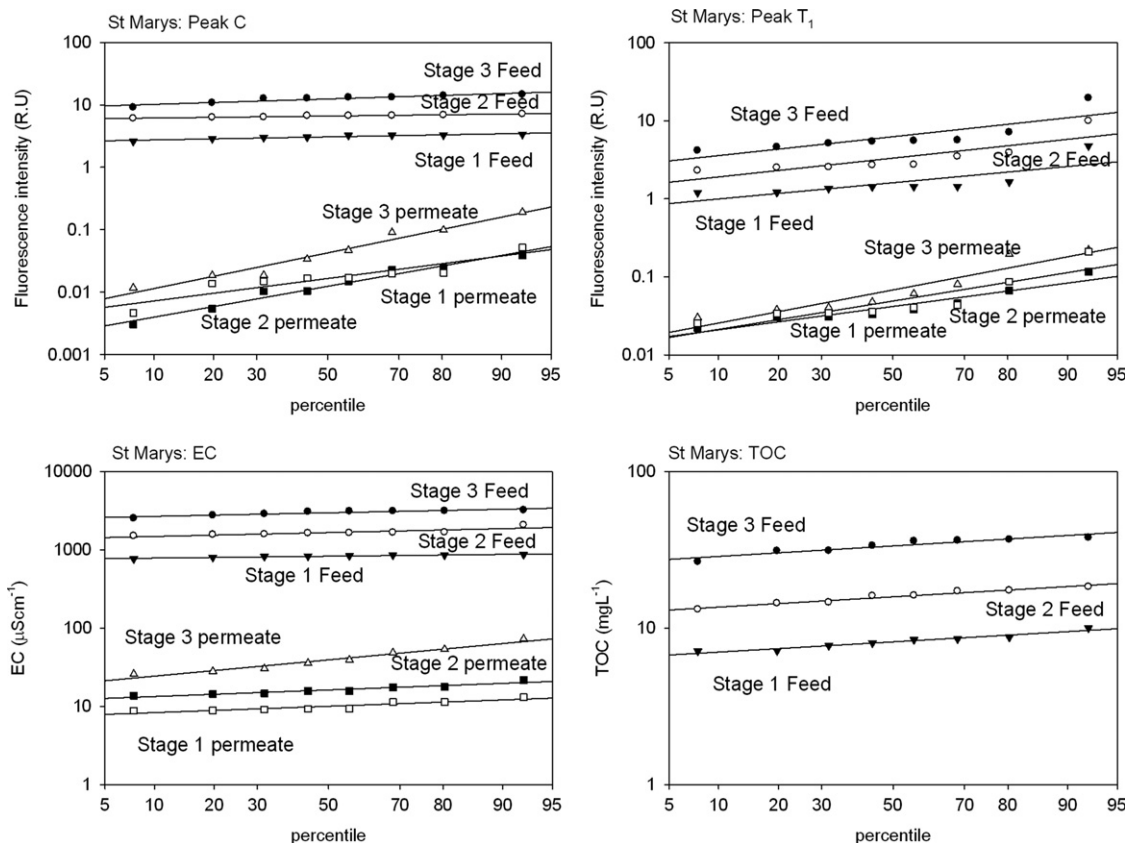 St Marys: Peak C
100
10
1
0.1
0.01
0.001
Fluorescence intensity (R.U)
Stage 3 Feed
Stage 2 Feed
Stage 1 Feed
Stage 3 permeate
Stage 1 permeate
Stage 2 permeate
5 10 20 30 50 70 80 90 95
percentile
St Marys: Peak T₁
100
10
1
0.1
0.01
Fluorescence intensity (R.U)
Stage 3 Feed
Stage 2 Feed
Stage 1 Feed
Stage 3 permeate
Stage 1 permeate
Stage 2 permeate
5 10 20 30 50 70 80 90 95
percentile
St Marys: EC
10000
1000
100
10
1
EC (µScm⁻¹)
Stage 3 Feed
Stage 2 Feed
Stage 1 Feed
Stage 3 permeate
Stage 2 permeate
Stage 1 permeate
5 10 20 30 50 70 80 90 95
percentile
St Marys: TOC
100
10
1
TOC (mgL⁻¹)
Stage 3 Feed
Stage 2 Feed
Stage 1 Feed
5 10 20 30 50 70 80 90 95
percentile